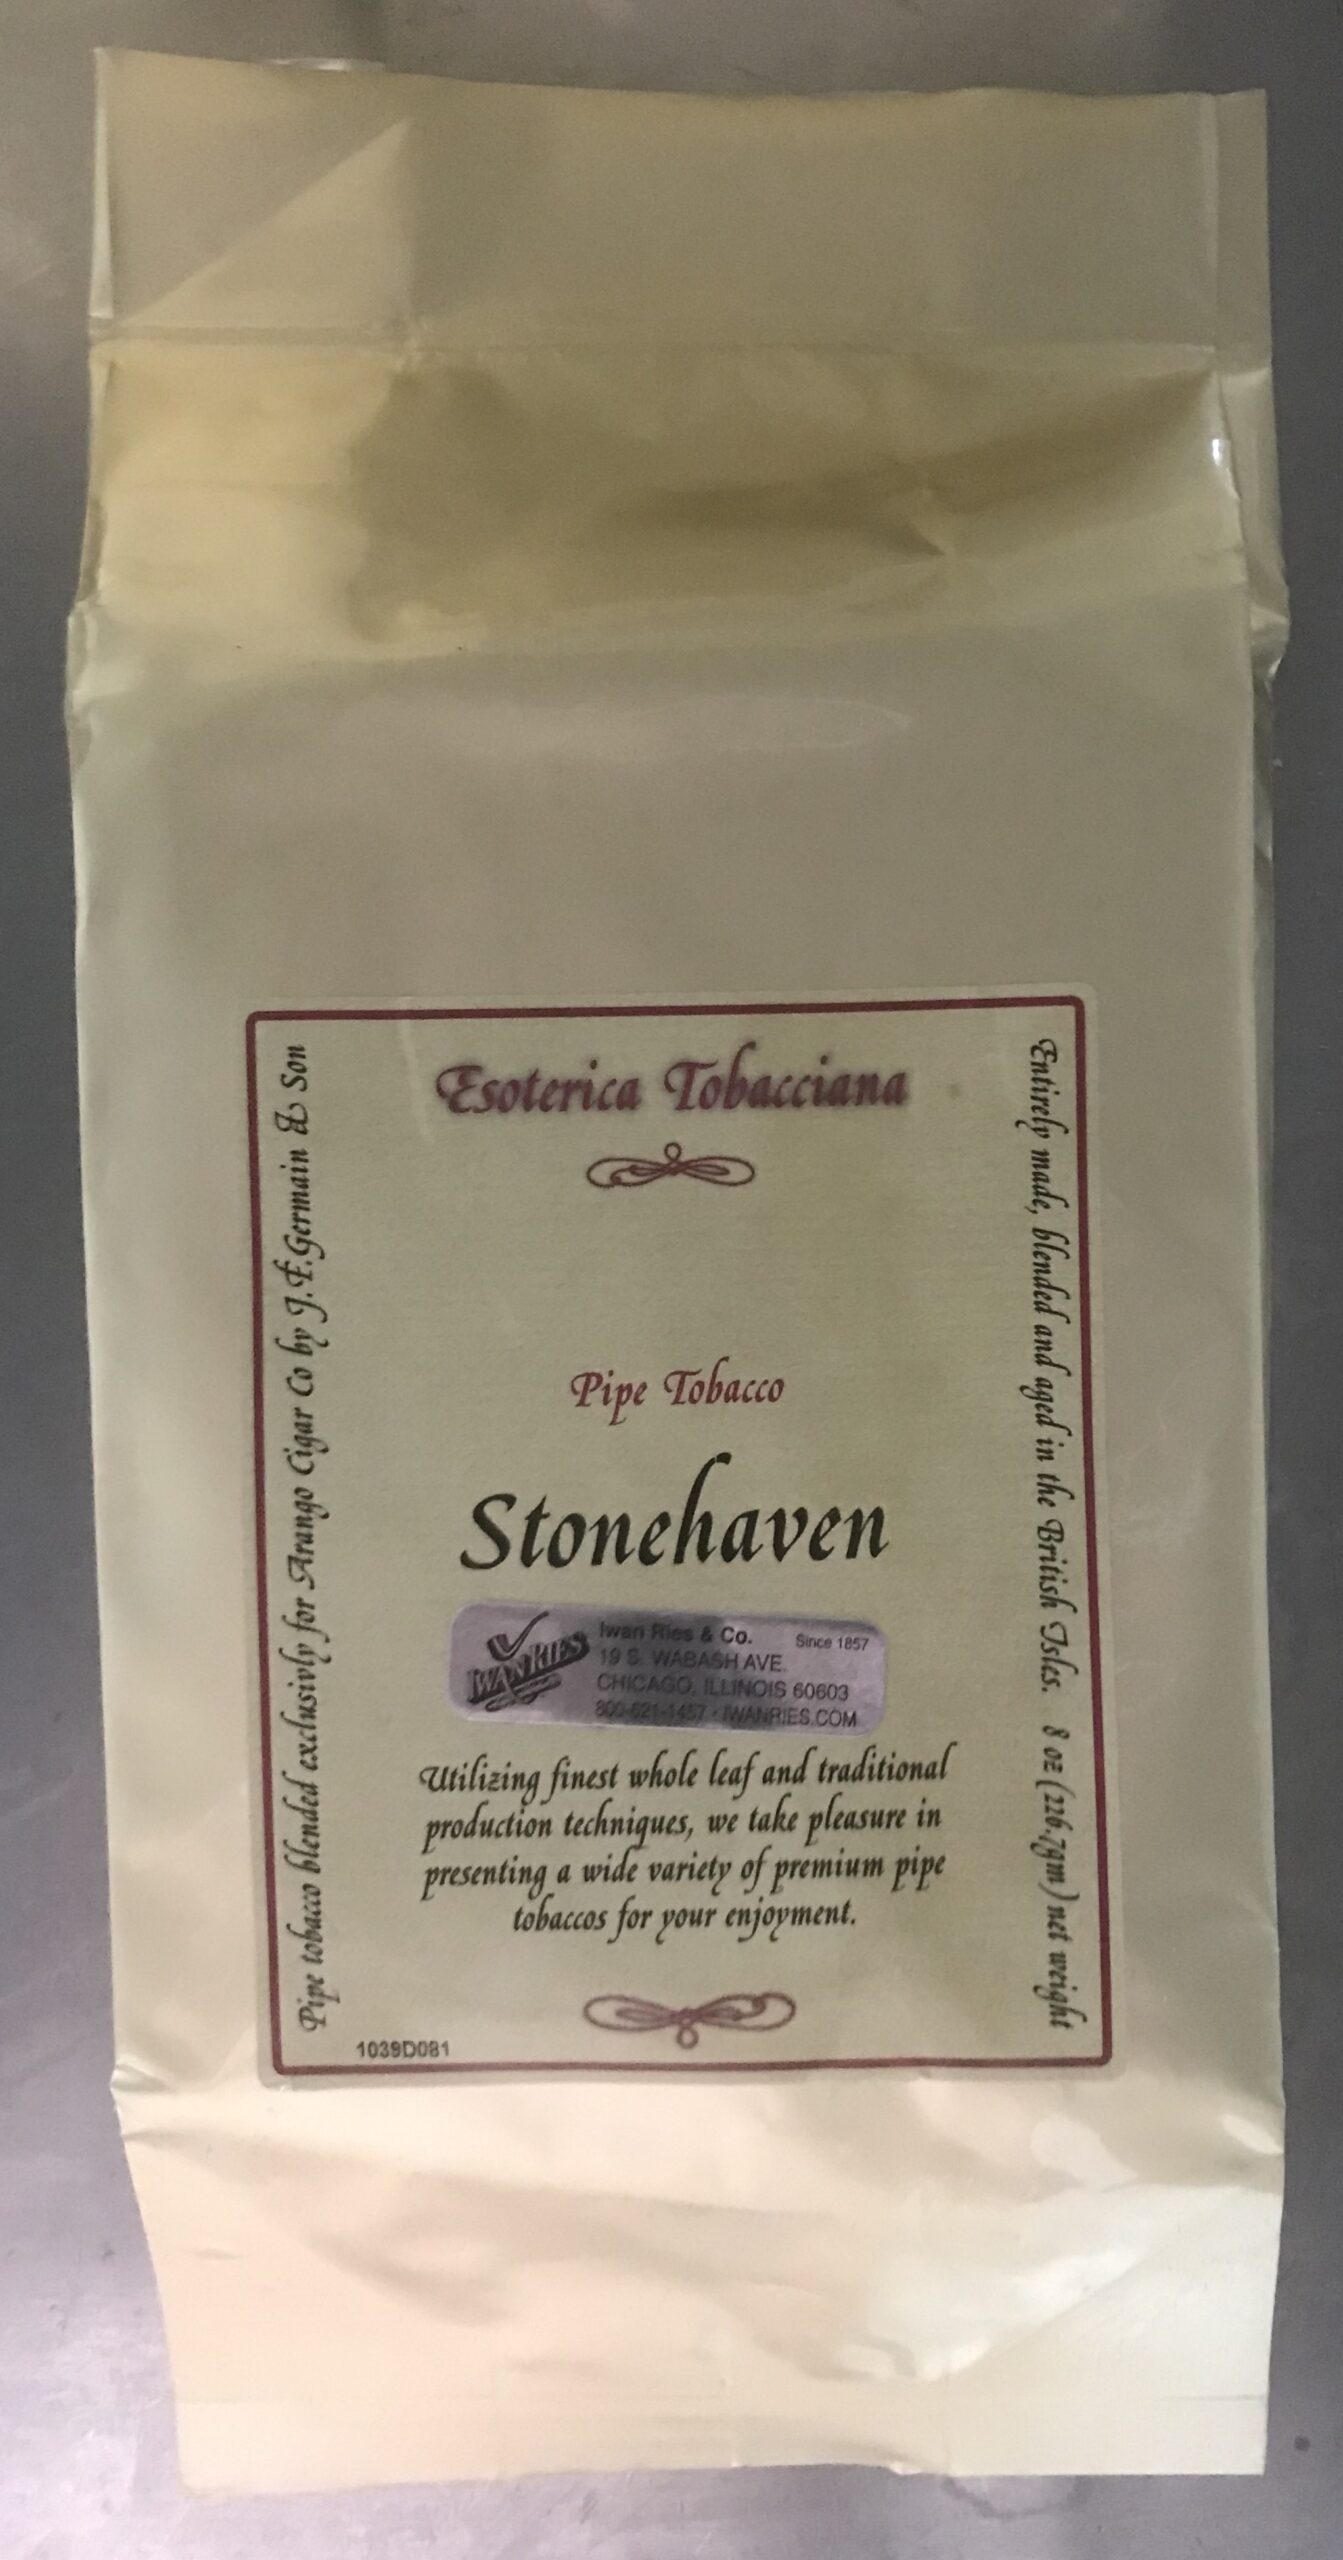 Esoterica Tobacciana
Pipe Tobacco
Stonehaven
IWAN RIES
Iwan Ries & Co. Since 1857
19 S. WABASH AVE.
CHICAGO, ILLINOIS 60603
800-621-1457 • IWANRIES.COM
Utilizing finest whole leaf and traditional
production techniques, we take pleasure in
presenting a wide variety of premium pipe
tobaccos for your enjoyment.
1039D081
Pipe tobacco blended exclusivly for Arango Cigar Co by J.F.Germain & Son
Entirely made, blended and aged in the British Isles. 8 oz (226.7gm) net weight